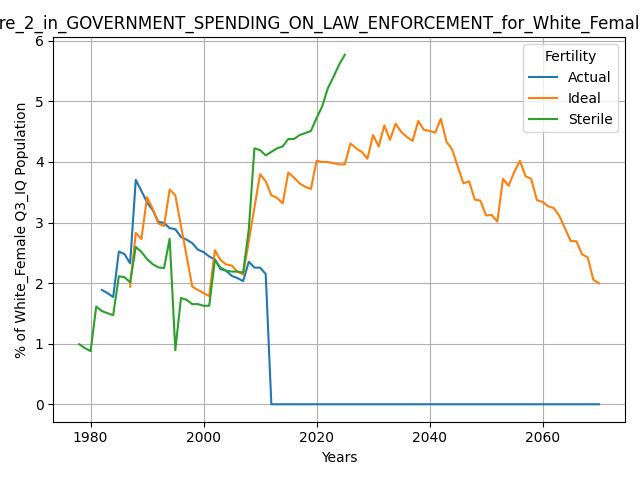 re_2_in_GOVERNMENT_SPENDING_ON_LAW_ENFORCEMENT_for_White_Femal
Fertility
Actual
Ideal
Sterile
% of White_Female Q3_IQ Population
6
5
4
3
2
1
0
1980 2000 2020 2040 2060
Years